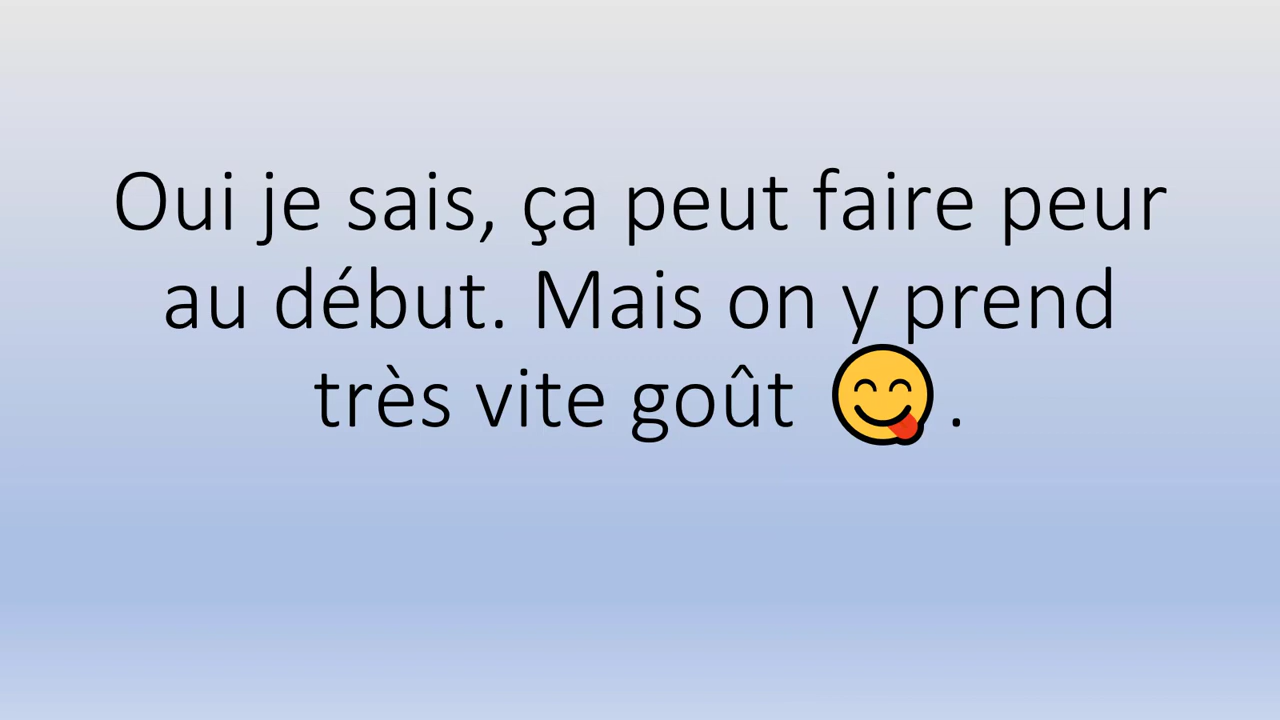 Oui je sais, ça peut faire peur
au début. Mais on y prend
très vite goût 😋.